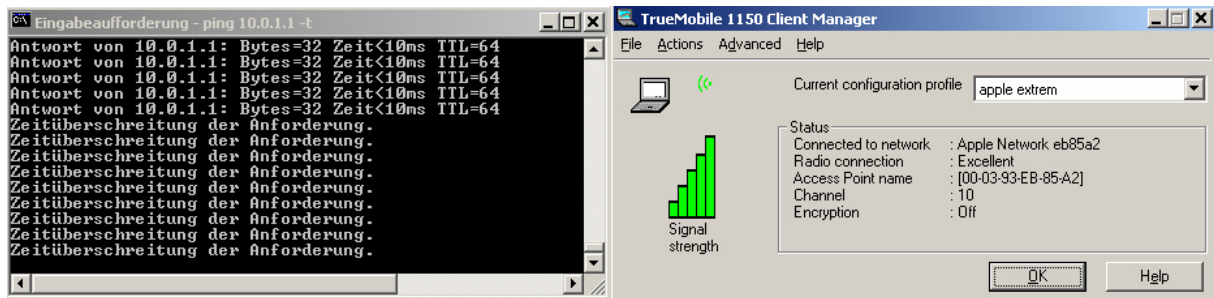 Eingabeaufforderung - ping 10.0.1.1 -t
Antwort von 10.0.1.1: Bytes=32 Zeit<10ms TTL=64
Antwort von 10.0.1.1: Bytes=32 Zeit<10ms TTL=64
Antwort von 10.0.1.1: Bytes=32 Zeit<10ms TTL=64
Antwort von 10.0.1.1: Bytes=32 Zeit<10ms TTL=64
Antwort von 10.0.1.1: Bytes=32 Zeit<10ms TTL=64
Zeitüberschreitung der Anforderung.
Zeitüberschreitung der Anforderung.
Zeitüberschreitung der Anforderung.
Zeitüberschreitung der Anforderung.
Zeitüberschreitung der Anforderung.
Zeitüberschreitung der Anforderung.
Zeitüberschreitung der Anforderung.
Zeitüberschreitung der Anforderung.
Zeitüberschreitung der Anforderung.
TrueMobile 1150 Client Manager
File Actions Advanced Help
Current configuration profile apple extrem
Status
Connected to network : Apple Network eb85a2
Radio connection : Excellent
Access Point name : [00-03-93-EB-85-A2]
Channel : 10
Encryption : Off
Signal
strength
OK Help